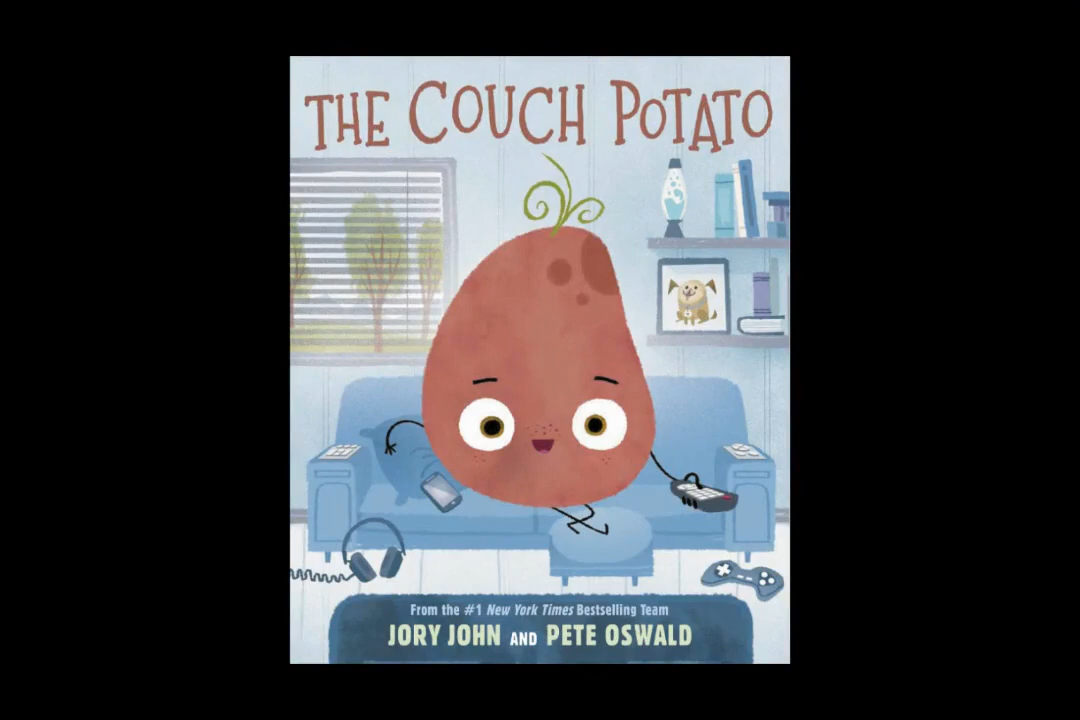 THE COUCH POTATO
From the #1 New York Times Bestselling Team
JORY JOHN AND PETE OSWALD